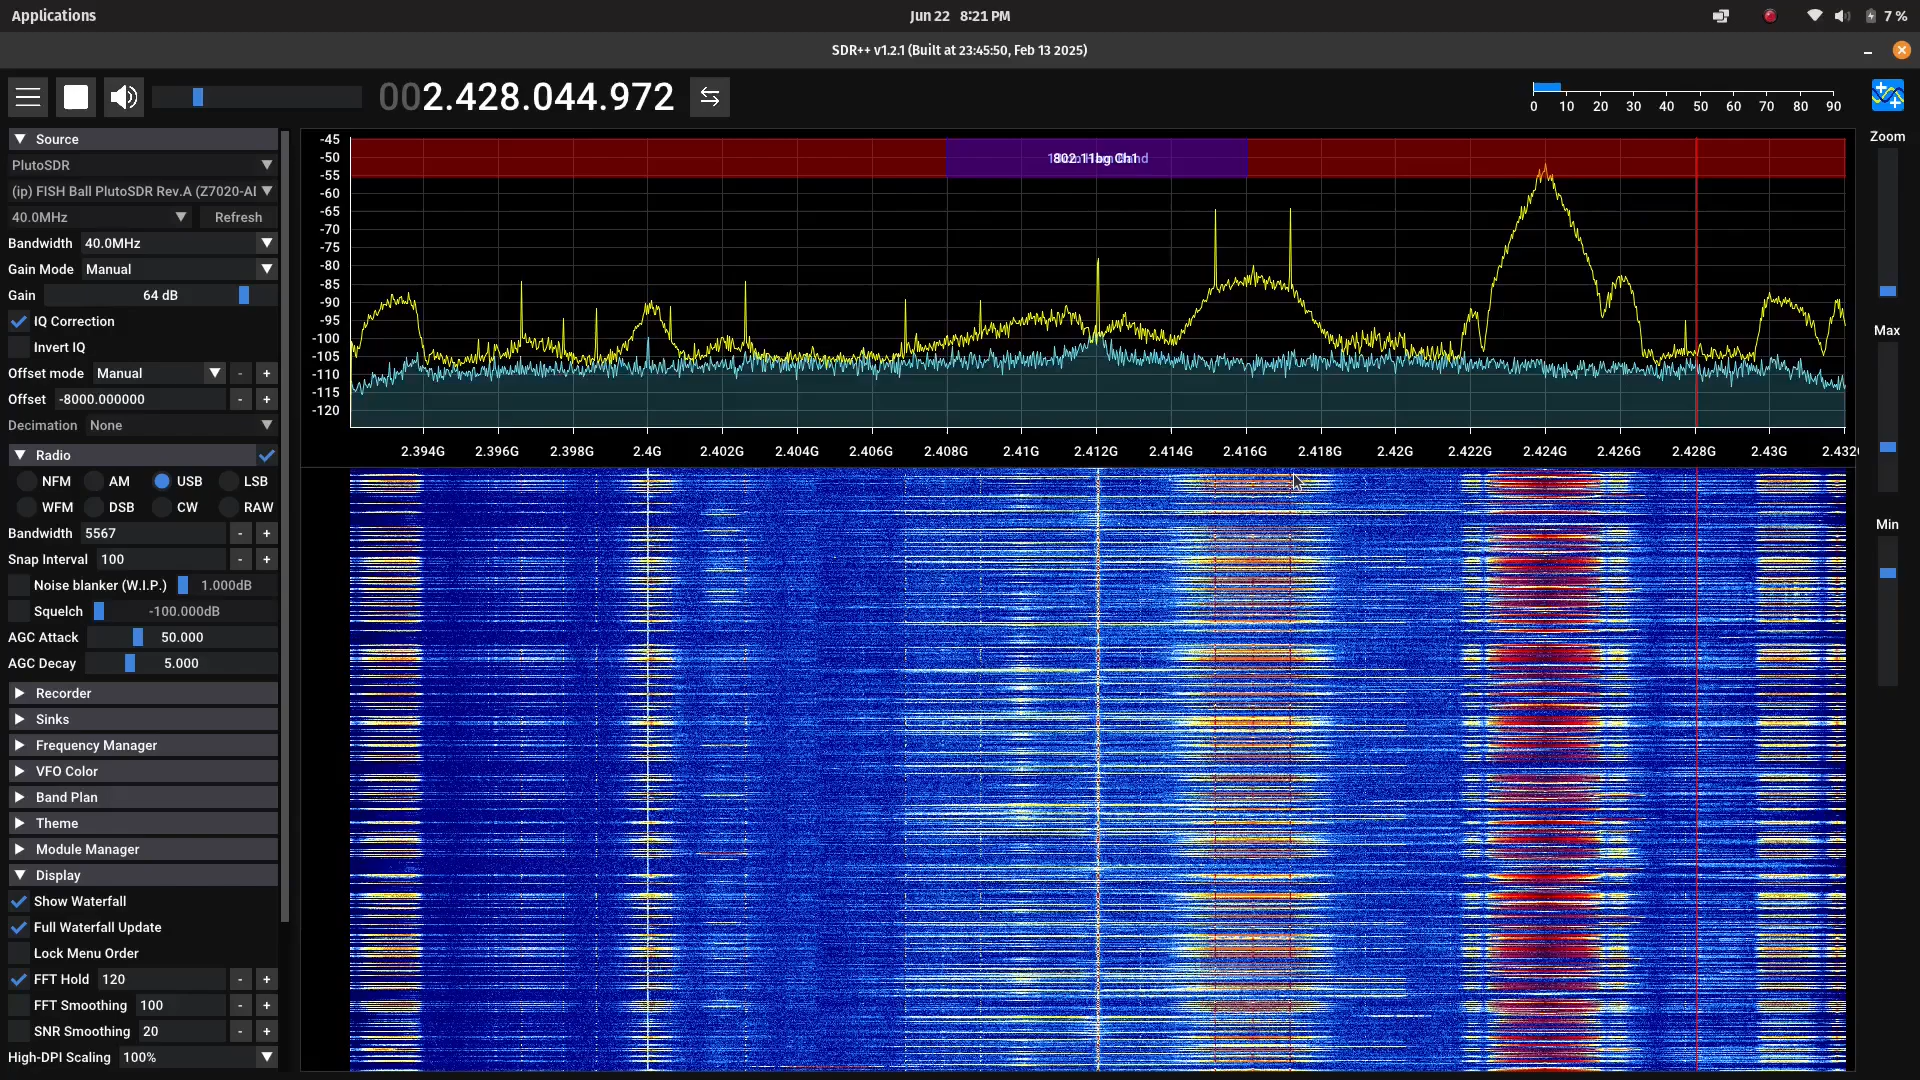 Applications
Jun 22 8:21 PM
7 %
SDR++ v1.2.1 (Built at 23:45:50, Feb 13 2025)
002.428.044.972
0 10 20 30 40 50 60 70 80 90
Source
PlutoSDR
(ip) FISH Ball PlutoSDR Rev.A (Z7020-AI
40.0MHz Refresh
Bandwidth 40.0MHz
Gain Mode Manual
Gain 64 dB
IQ Correction
Invert IQ
Offset mode Manual - +
Offset -8000.000000 - +
Decimation None
Radio
NFM AM USB LSB
WFM DSB CW RAW
Bandwidth 5567 - +
Snap Interval 100 - +
Noise blanker (W.I.P.) 1.000dB
Squelch -100.000dB
AGC Attack 50.000
AGC Decay 5.000
Recorder
Sinks
Frequency Manager
VFO Color
Band Plan
Theme
Module Manager
Display
Show Waterfall
Full Waterfall Update
Lock Menu Order
FFT Hold 120 - +
FFT Smoothing 100 - +
SNR Smoothing 20 - +
High-DPI Scaling 100%
-45
-50
-55
-60
-65
-70
-75
-80
-85
-90
-95
-100
-105
-110
-115
-120
802.11bg Ch1
2.394G 2.396G 2.398G 2.4G 2.402G 2.404G 2.406G 2.408G 2.41G 2.412G 2.414G 2.416G 2.418G 2.42G 2.422G 2.424G 2.426G 2.428G 2.43G 2.432
Zoom
Max
Min